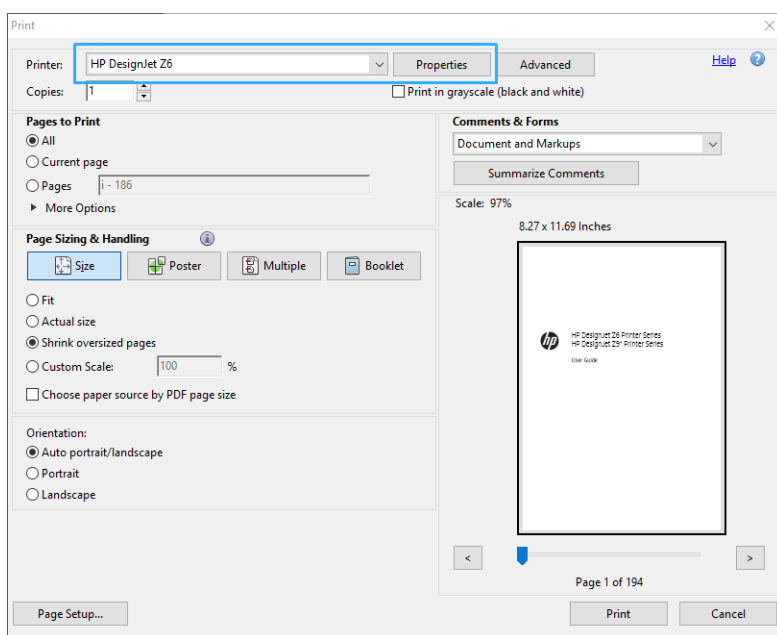 Print
Printer: HP DesignJet Z6 Properties Advanced Help
Copies: 1 Print in grayscale (black and white)
Pages to Print
All
Current page
Pages i - 186
More Options
Comments & Forms
Document and Markups
Summarize Comments
Page Sizing & Handling
Size Poster Multiple Booklet
Fit
Actual size
Shrink oversized pages
Custom Scale: 100 %
Choose paper source by PDF page size
Orientation:
Auto portrait/landscape
Portrait
Landscape
Scale: 97%
8.27 x 11.69 Inches
hp
HP DesignJet Z6 Printer Series
HP DesignJet Z9⁺ Printer Series
User Guide
< >
Page 1 of 194
Page Setup... Print Cancel